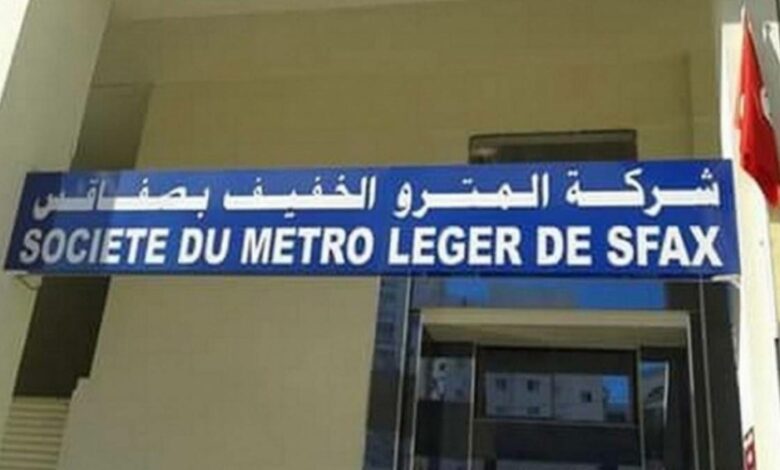 شركة المترو الخفيف بصفاقس
SOCIETE DU METRO LEGER DE SFAX